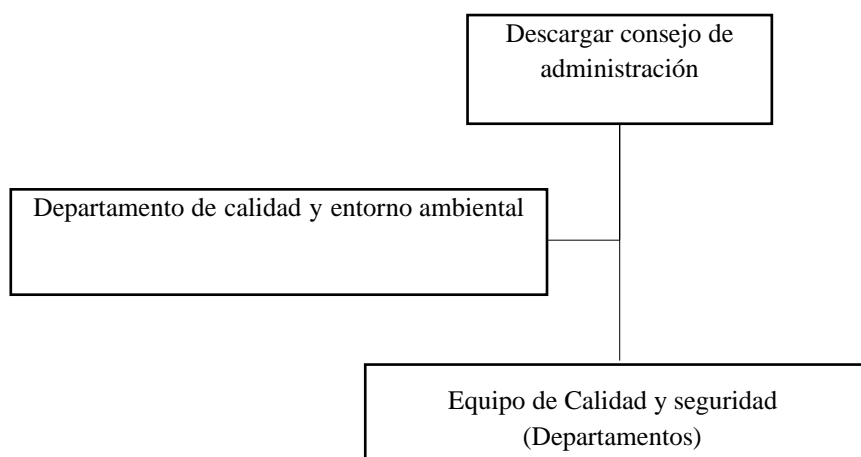 Descargar consejo de
administración
Departamento de calidad y entorno ambiental
Equipo de Calidad y seguridad
(Departamentos)